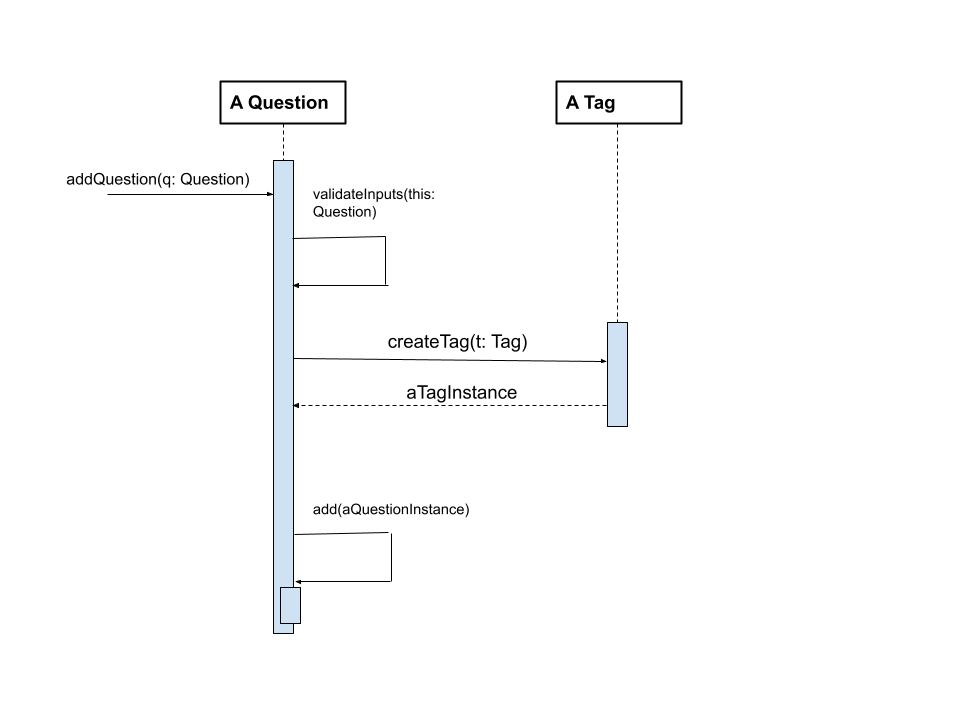 A Question
A Tag
addQuestion(q: Question)
validateInputs(this:
Question)
createTag(t: Tag)
aTagInstance
add(aQuestionInstance)